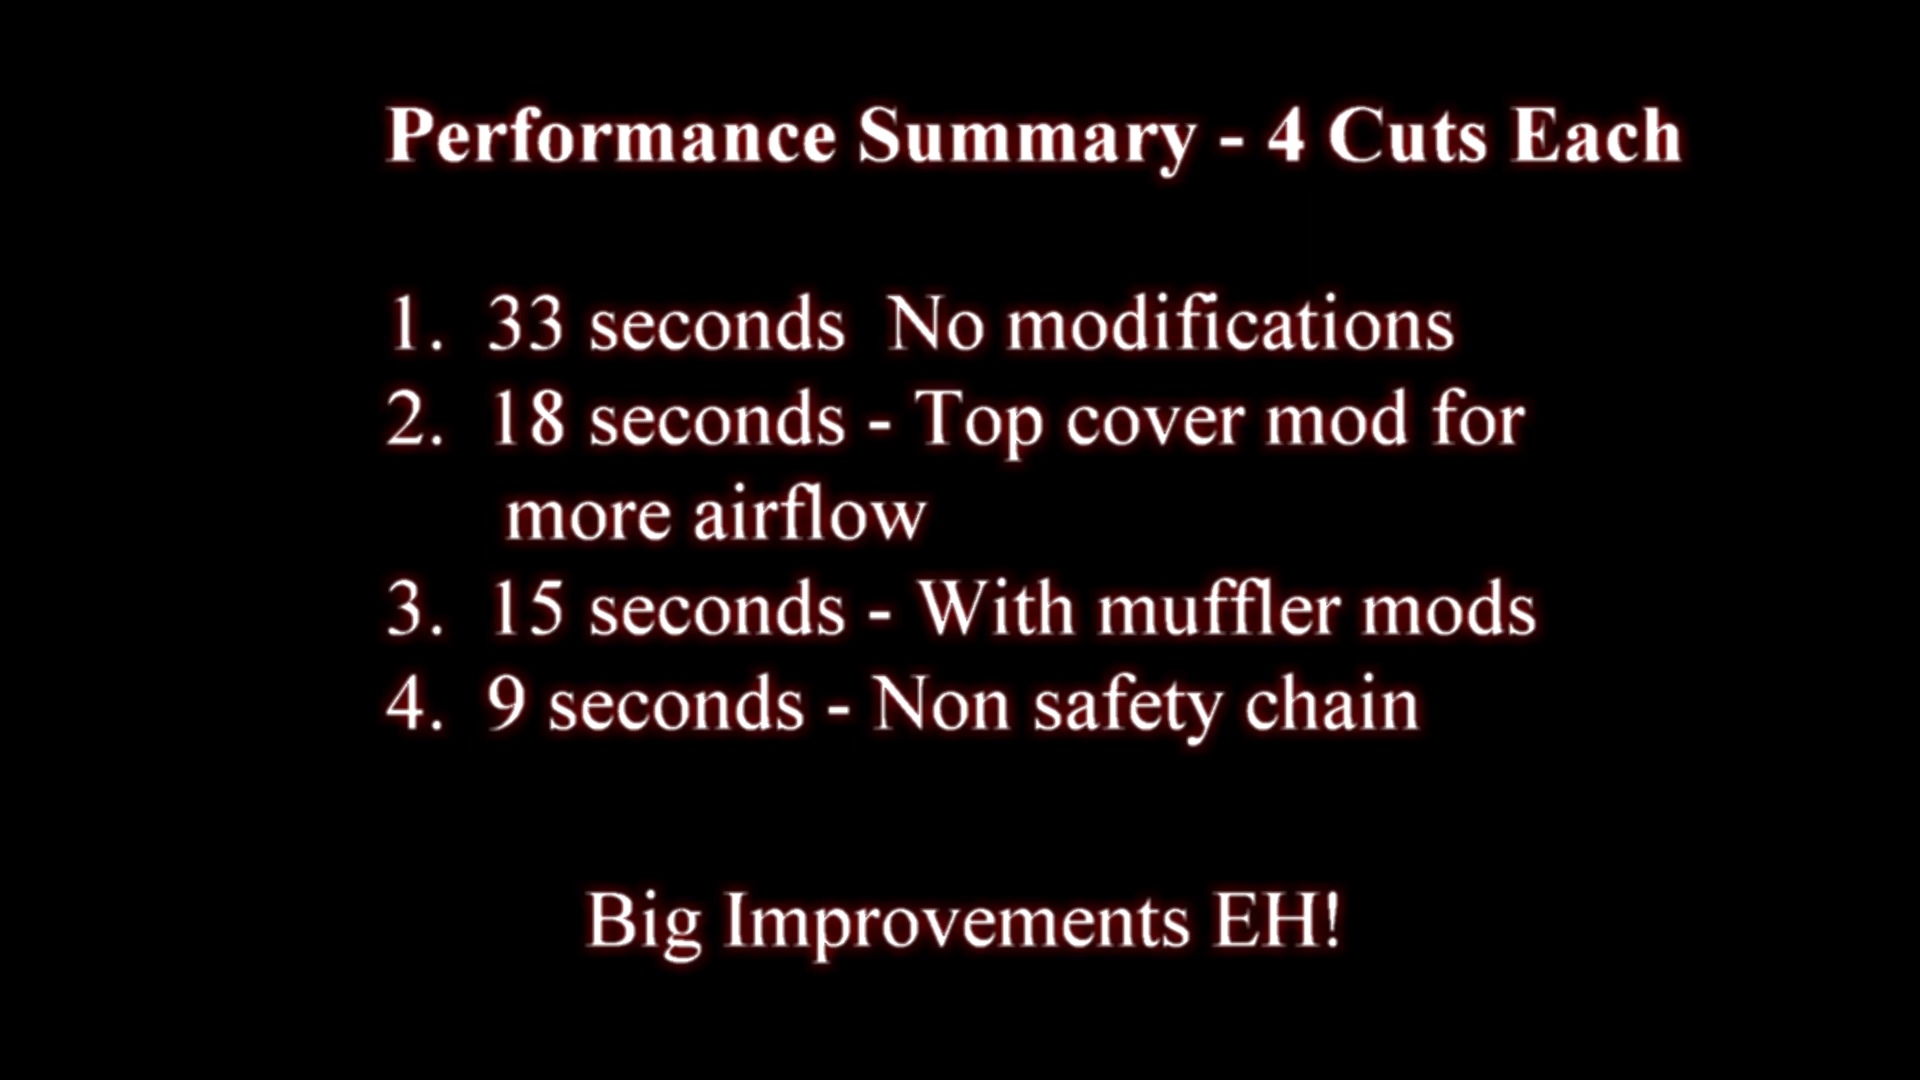 Performance Summary - 4 Cuts Each
1. 33 seconds No modifications
2. 18 seconds - Top cover mod for
more airflow
3. 15 seconds - With muffler mods
4. 9 seconds - Non safety chain
Big Improvements EH!